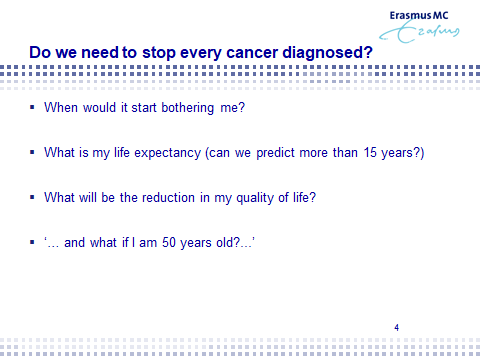 Erasmus MC
Erasmus
Do we need to stop every cancer diagnosed?
▪ When would it start bothering me?
▪ What is my life expectancy (can we predict more than 15 years?)
▪ What will be the reduction in my quality of life?
▪ ‘… and what if I am 50 years old?...’
4